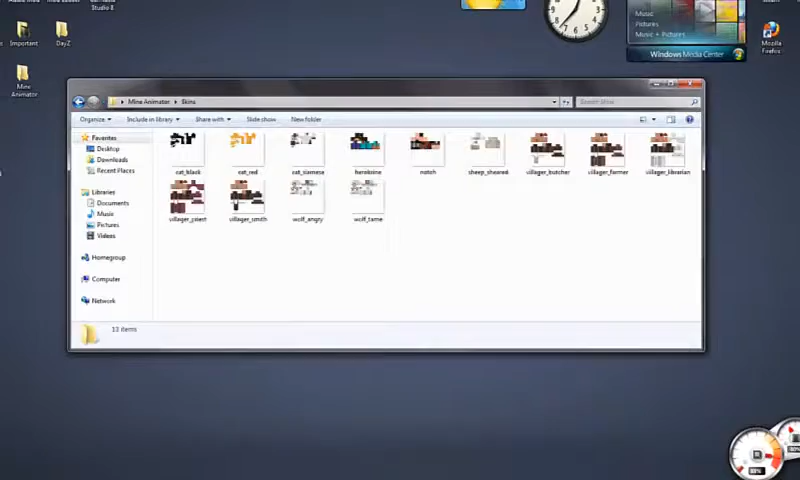 Studio 8
Important
DayZ
Mine
Animator
Music
Pictures
Music + Pictures
Windows Media Center
Mozilla
Firefox
Mine Animator
Skins
Organize
Include in library
Share with
Slide show
New folder
Favorites
Desktop
Downloads
Recent Places
Libraries
Documents
Music
Pictures
Videos
Homegroup
Computer
Network
cat_black
cat_red
cat_siamese
herobrine
notch
sheep_sheared
villager_butcher
villager_farmer
villager_librarian
villager_priest
villager_smith
wolf_angry
wolf_tame
13 items